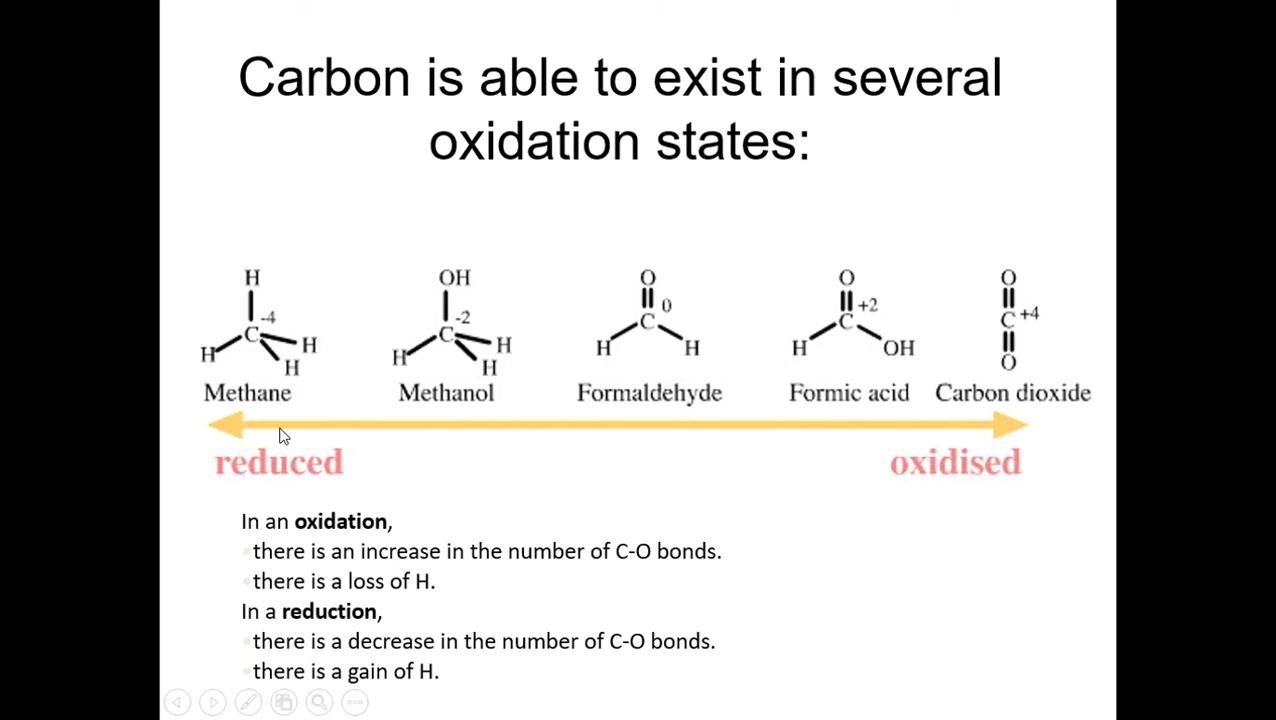 Carbon is able to exist in several
oxidation states:
H
-4
C
H
H
H
Methane
OH
-2
C
H
H
H
Methanol
O
0
C
H
H
Formaldehyde
O
+2
C
H
OH
Formic acid
O
C +4
O
Carbon dioxide
reduced
oxidised
In an oxidation,
there is an increase in the number of C-O bonds.
there is a loss of H.
In a reduction,
there is a decrease in the number of C-O bonds.
there is a gain of H.